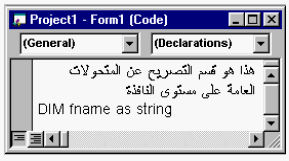 Project1 - Form1 (Code)
(General) (Declarations)
هذا هو قسم التصريح عن المتحولات
العامة على مستوى النافذة
DIM fname as string